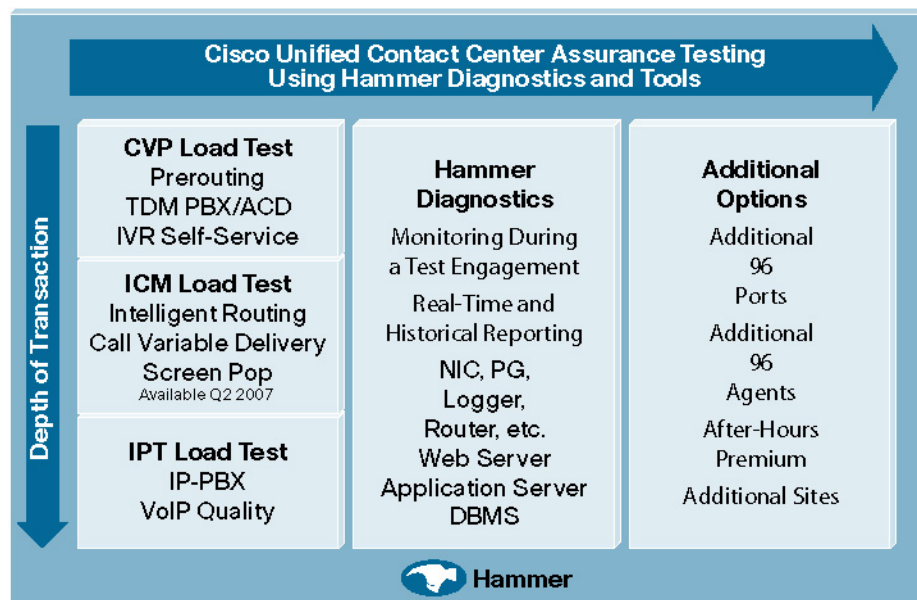 Cisco Unified Contact Center Assurance Testing
Using Hammer Diagnostics and Tools
Depth of Transaction
CVP Load Test
Prerouting
TDM PBX/ACD
IVR Self-Service
ICM Load Test
Intelligent Routing
Call Variable Delivery
Screen Pop
Available Q2 2007
IPT Load Test
IP-PBX
VoIP Quality
Hammer
Diagnostics
Monitoring During
a Test Engagement
Real-Time and
Historical Reporting
NIC, PG,
Logger,
Router, etc.
Web Server
Application Server
DBMS
Additional
Options
Additional
96
Ports
Additional
96
Agents
After-Hours
Premium
Additional Sites
Hammer